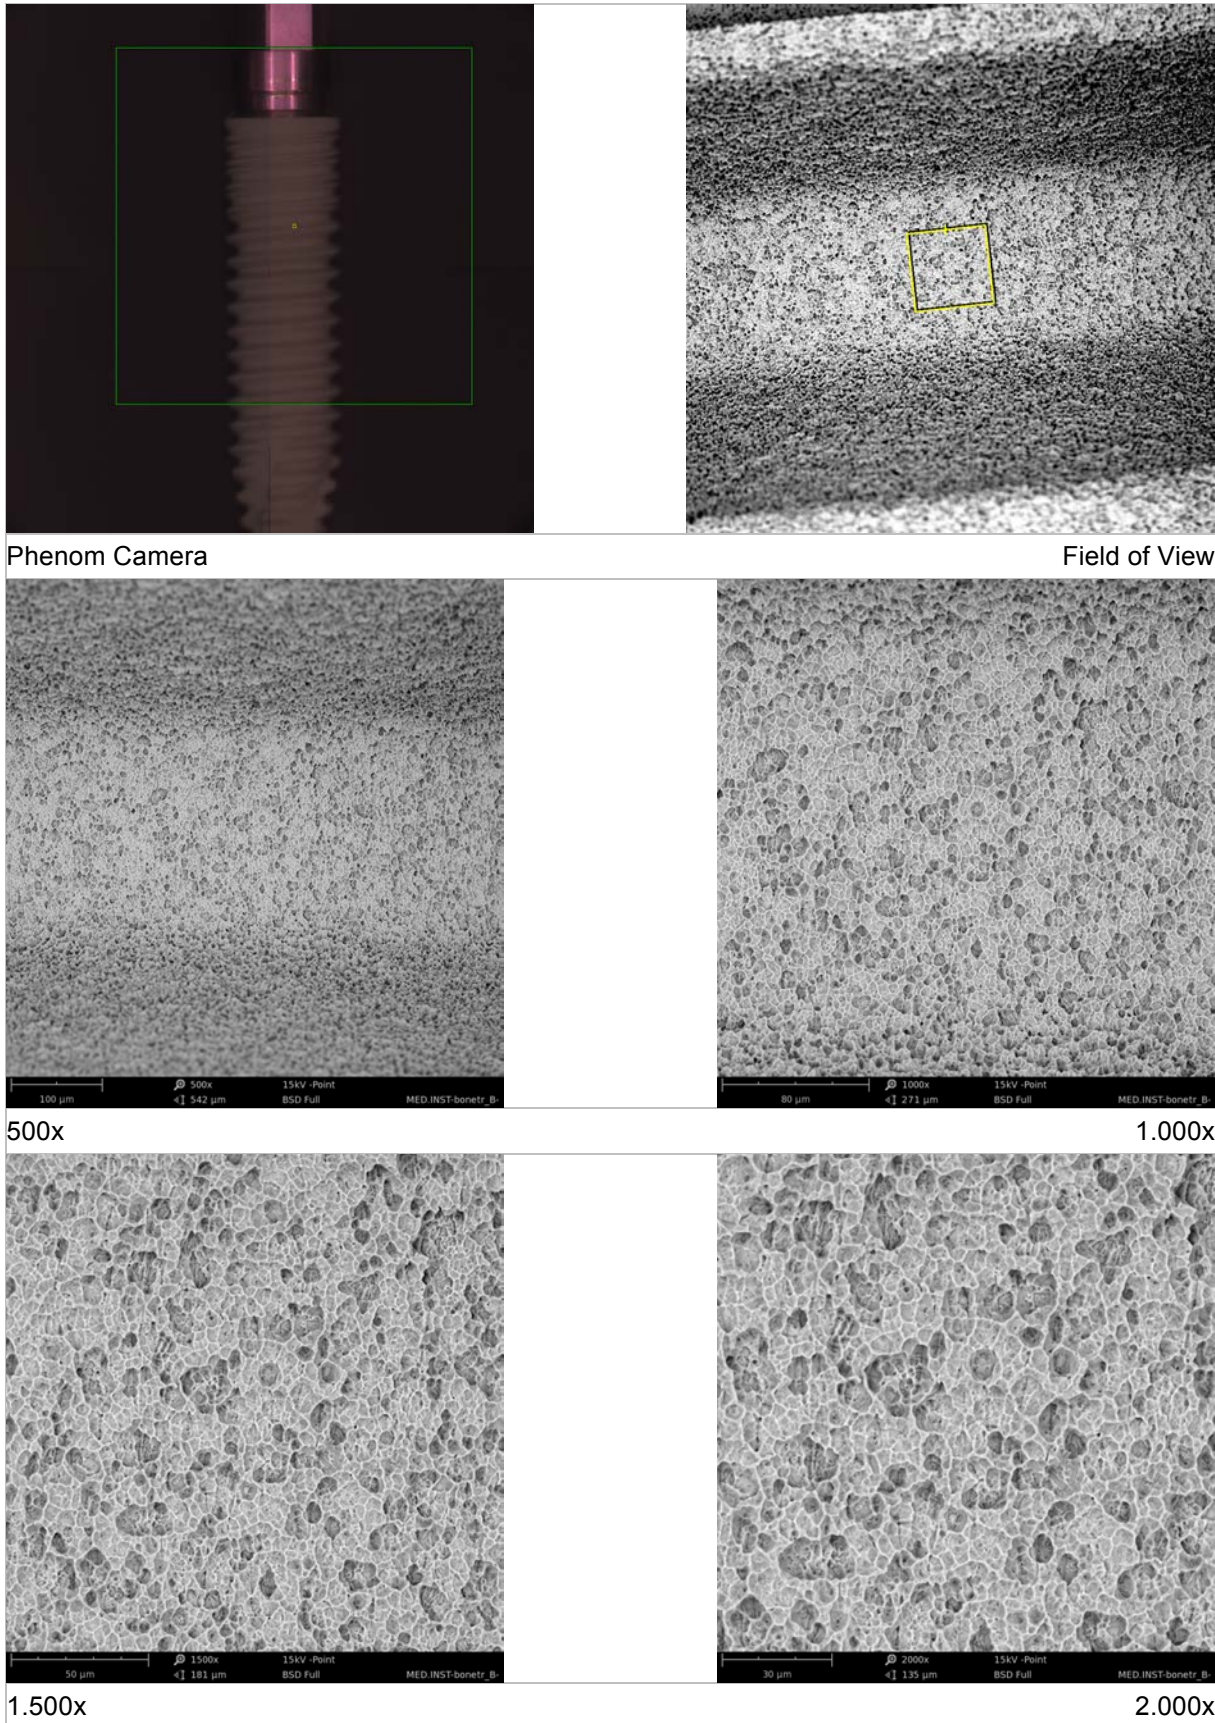 Phenom Camera
Field of View
100 µm
500x
542 µm
15kV -Point
BSD Full
MED.INST-bonetr_B-
80 µm
1000x
271 µm
15kV -Point
BSD Full
MED.INST-bonetr_B-
500x
1.000x
50 µm
1500x
181 µm
15kV -Point
BSD Full
MED.INST-bonetr_B-
30 µm
2000x
135 µm
15kV -Point
BSD Full
MED.INST-bonetr_B-
1.500x
2.000x